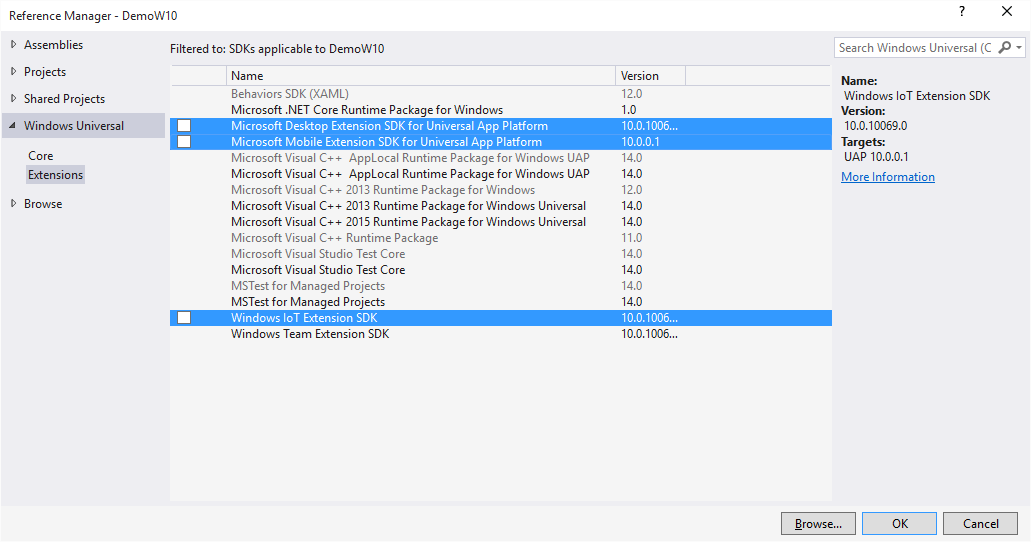 Reference Manager - DemoW10
?
Assemblies
Projects
Shared Projects
Windows Universal
Core
Extensions
Browse
Filtered to: SDKs applicable to DemoW10
Name Version
Behaviors SDK (XAML) 12.0
Microsoft .NET Core Runtime Package for Windows 1.0
Microsoft Desktop Extension SDK for Universal App Platform 10.0.1006...
Microsoft Mobile Extension SDK for Universal App Platform 10.0.0.1
Microsoft Visual C++  AppLocal Runtime Package for Windows UAP 14.0
Microsoft Visual C++  AppLocal Runtime Package for Windows UAP 14.0
Microsoft Visual C++ 2013 Runtime Package for Windows 12.0
Microsoft Visual C++ 2013 Runtime Package for Windows Universal 14.0
Microsoft Visual C++ 2015 Runtime Package for Windows Universal 14.0
Microsoft Visual C++ Runtime Package 11.0
Microsoft Visual Studio Test Core 14.0
Microsoft Visual Studio Test Core 14.0
MSTest for Managed Projects 14.0
MSTest for Managed Projects 14.0
Windows IoT Extension SDK 10.0.1006...
Windows Team Extension SDK 10.0.1006...
Search Windows Universal (C
Name:
Windows IoT Extension SDK
Version:
10.0.10069.0
Targets:
UAP 10.0.0.1
More Information
Browse... OK Cancel